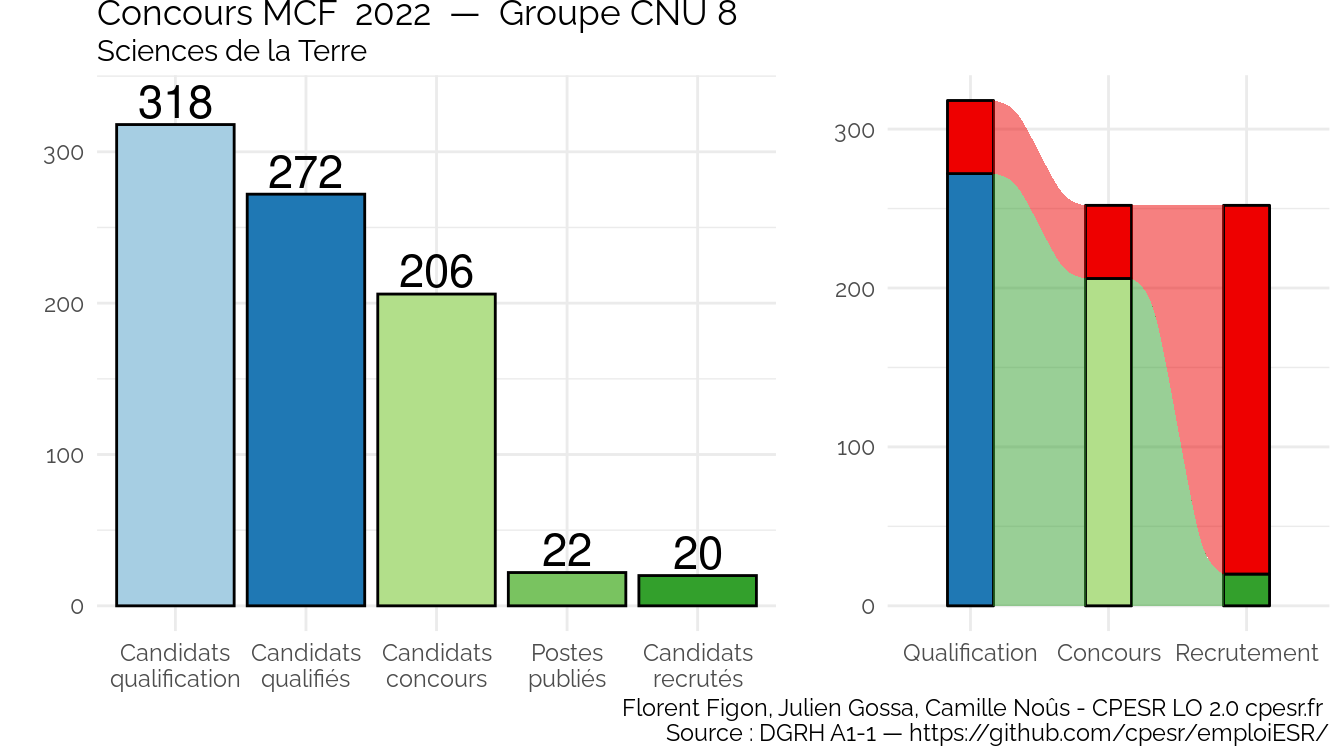 Concours MCF 2022 — Groupe CNU 8
Sciences de la Terre
318
272
206
22
20
300
200
100
0
Candidats qualification
Candidats qualifiés
Candidats concours
Postes publiés
Candidats recrutés
300
200
100
0
Qualification
Concours
Recrutement
Florent Figon, Julien Gossa, Camille Noûs - CPESR LO 2.0 cpesr.fr
Source : DGRH A1-1 — https://github.com/cpesr/emploiESR/